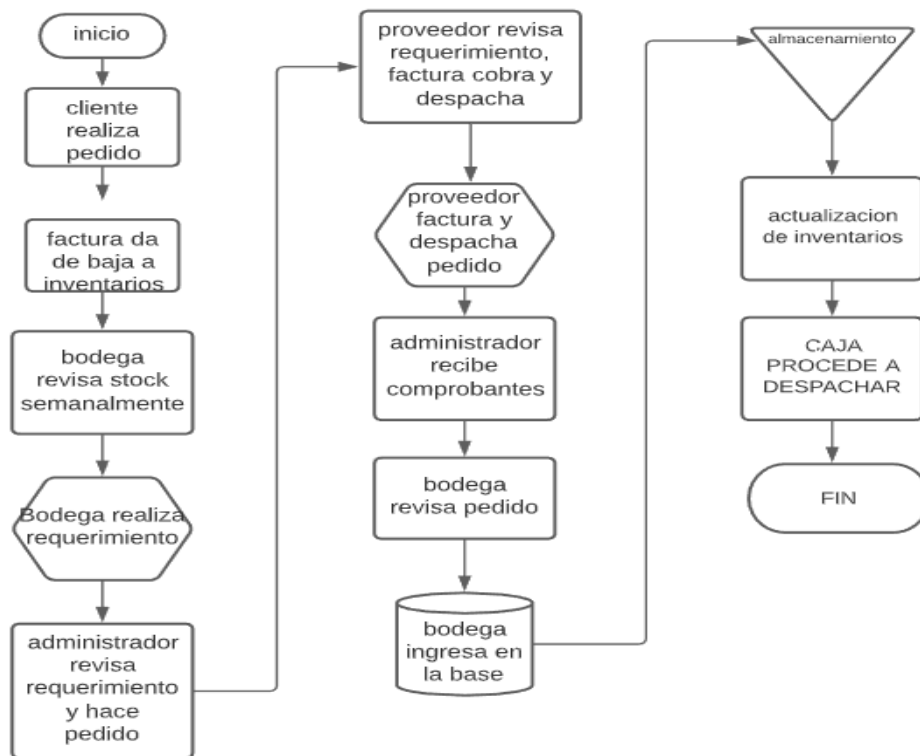 inicio
cliente
realiza
pedido
factura da
de baja a
inventarios
bodega
revisa stock
semanalmente
Bodega realiza
requerimiento
administrador
revisa
requerimiento
y hace
pedido
proveedor revisa
requerimiento,
factura cobra y
despacha
proveedor
factura y
despacha
pedido
administrador
recibe
comprobantes
bodega
revisa pedido
bodega
ingresa en
la base
almacenamiento
actualizacion
de inventarios
CAJA
PROCEDE A
DESPACHAR
FIN